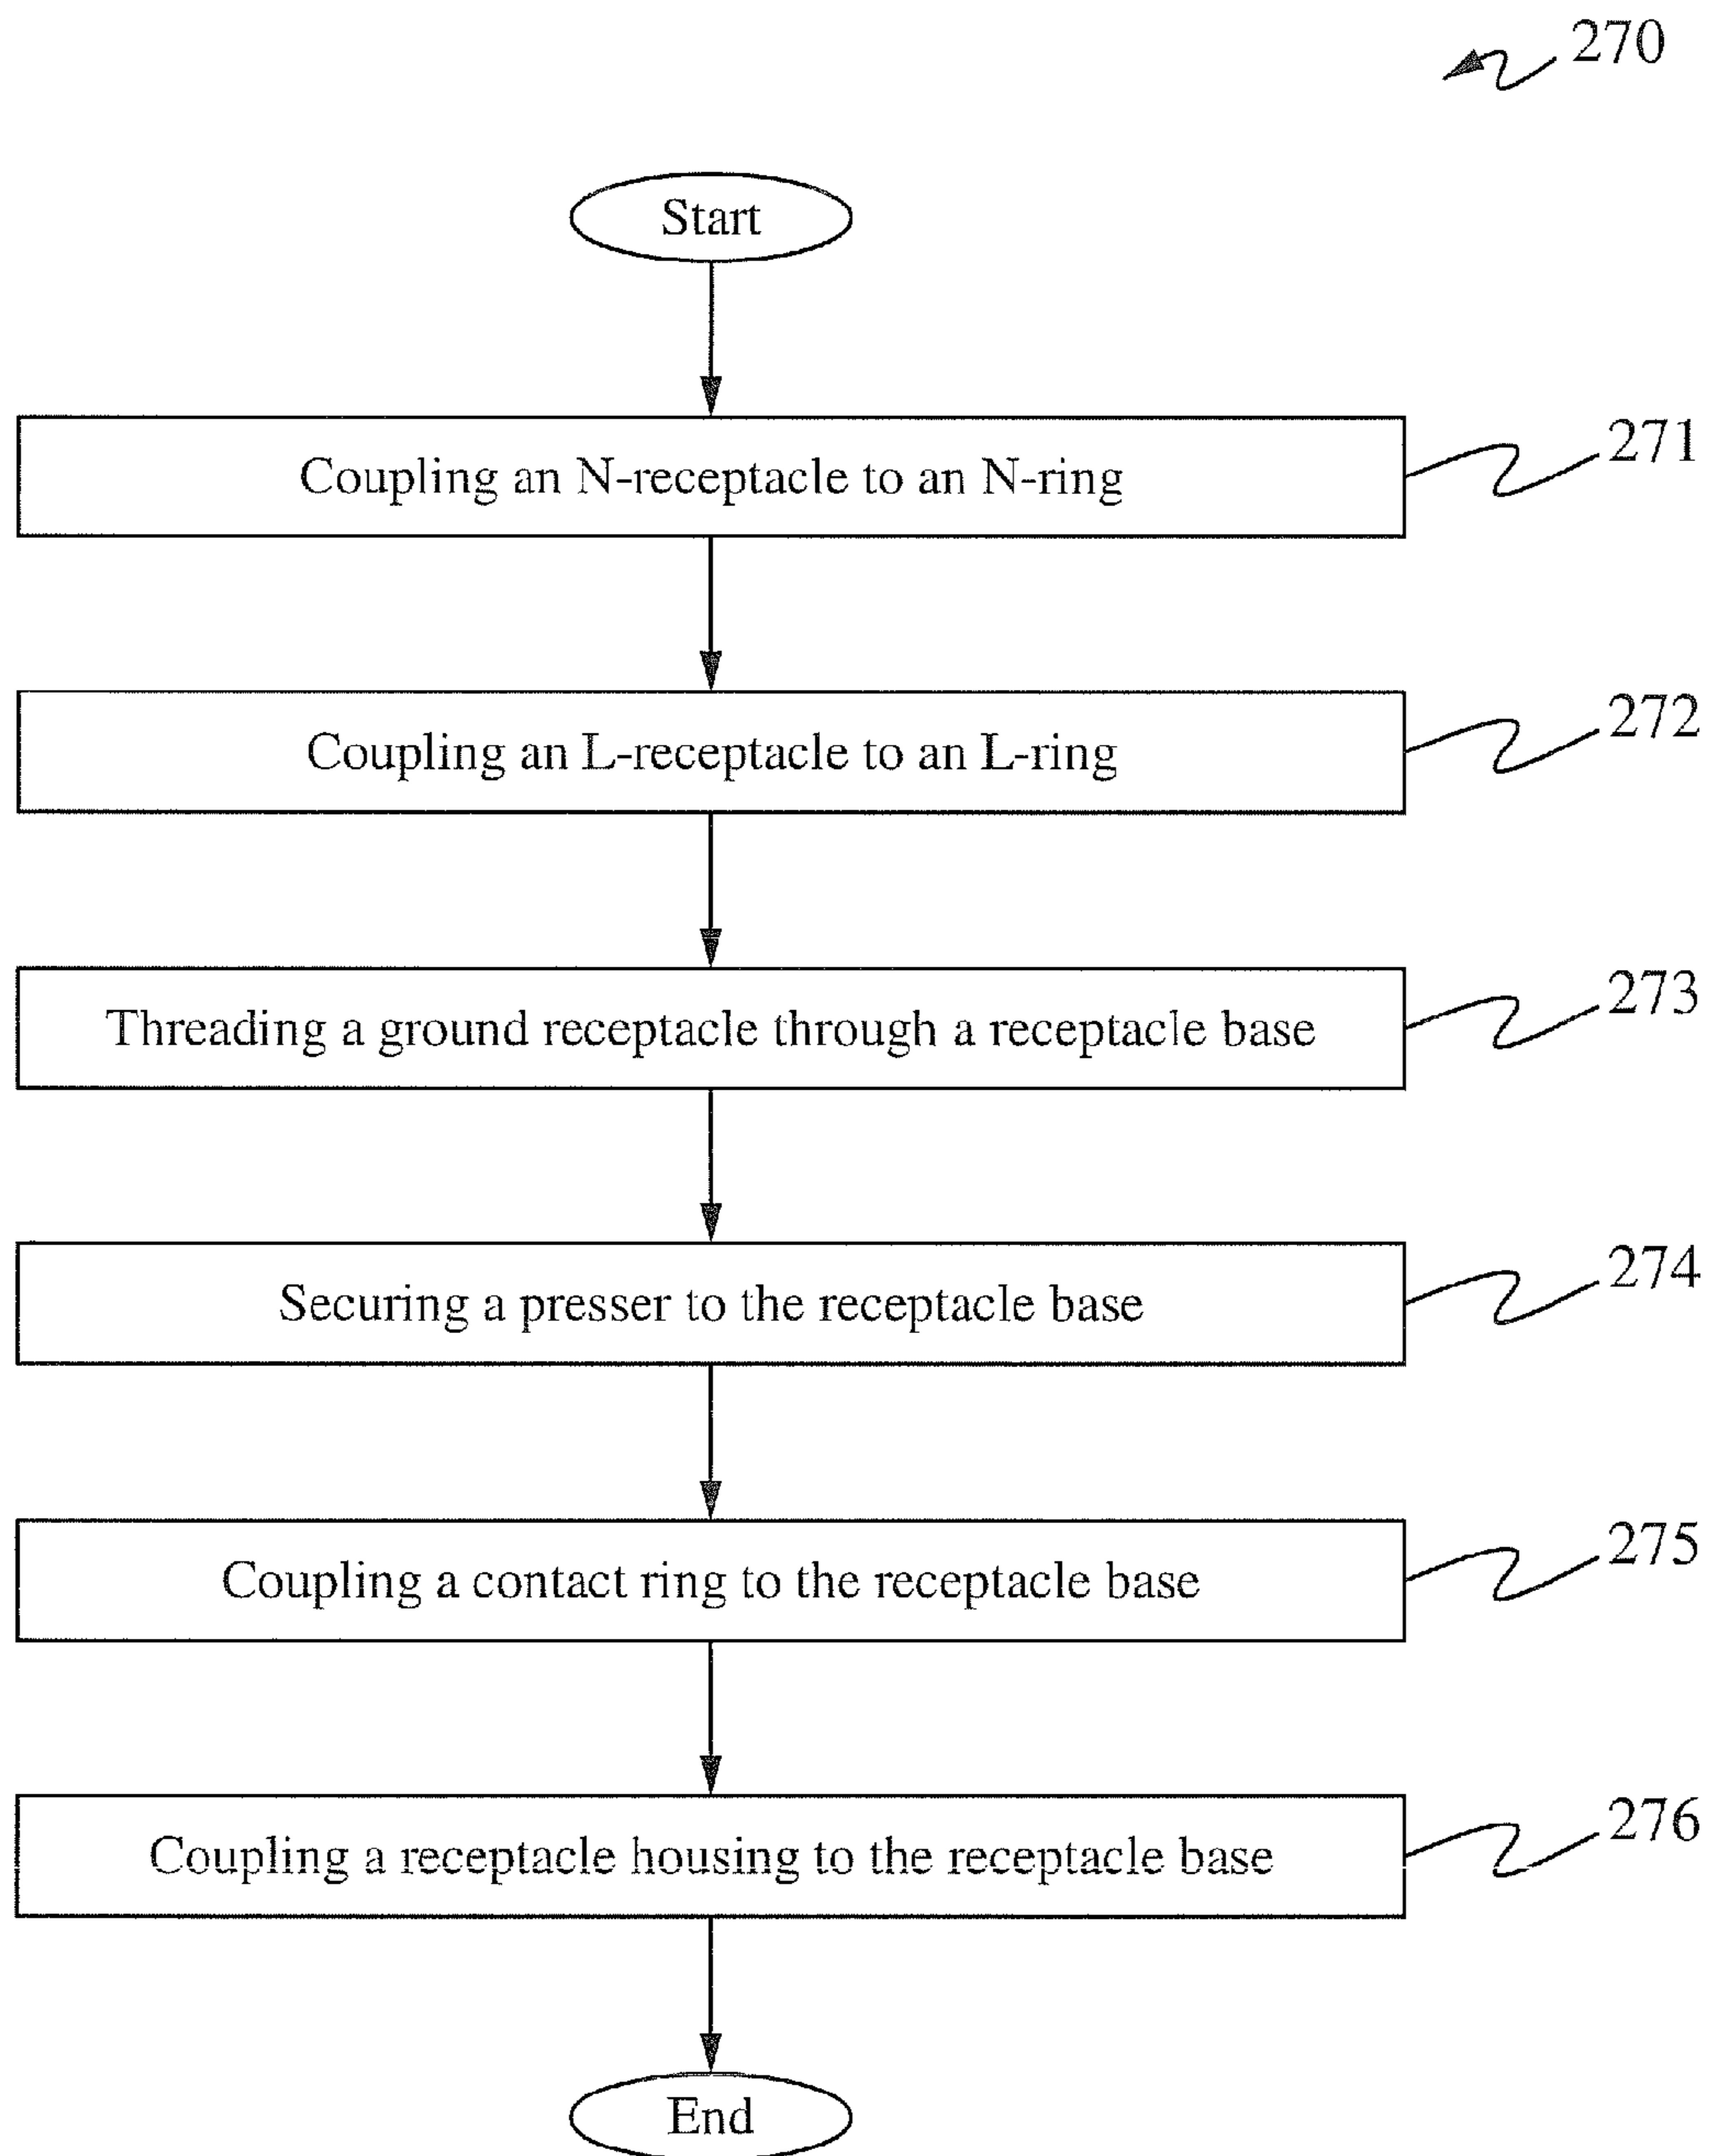 270
Start
Coupling an N-receptacle to an N-ring
271
Coupling an L-receptacle to an L-ring
272
Threading a ground receptacle through a receptacle base
273
Securing a presser to the receptacle base
274
Coupling a contact ring to the receptacle base
275
Coupling a receptacle housing to the receptacle base
276
End